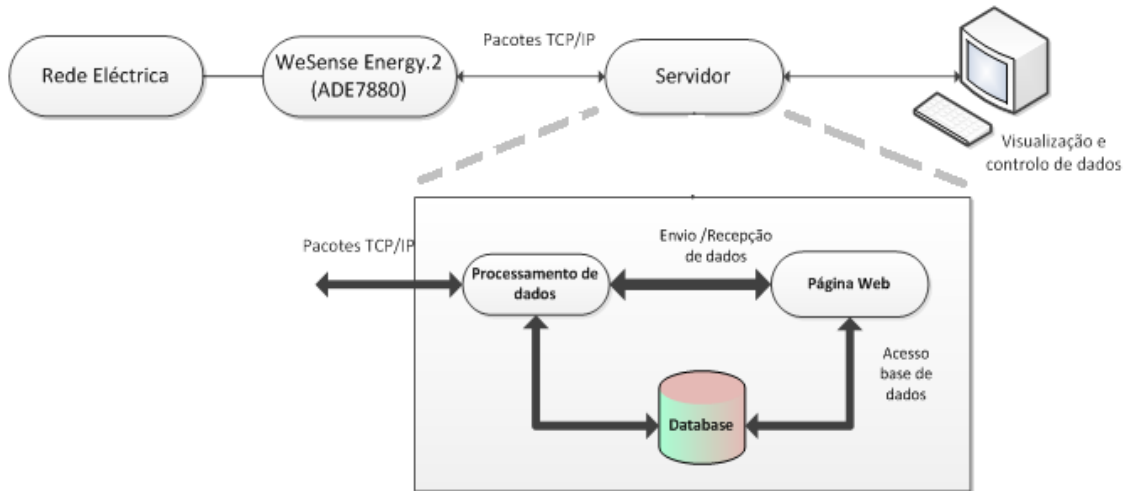 Rede Eléctrica
WeSense Energy.2
(ADE7880)
Pacotes TCP/IP
Servidor
Visualização e
controlo de dados
Pacotes TCP/IP
Processamento de
dados
Envio /Recepção
de dados
Página Web
Acesso
base de
dados
Database